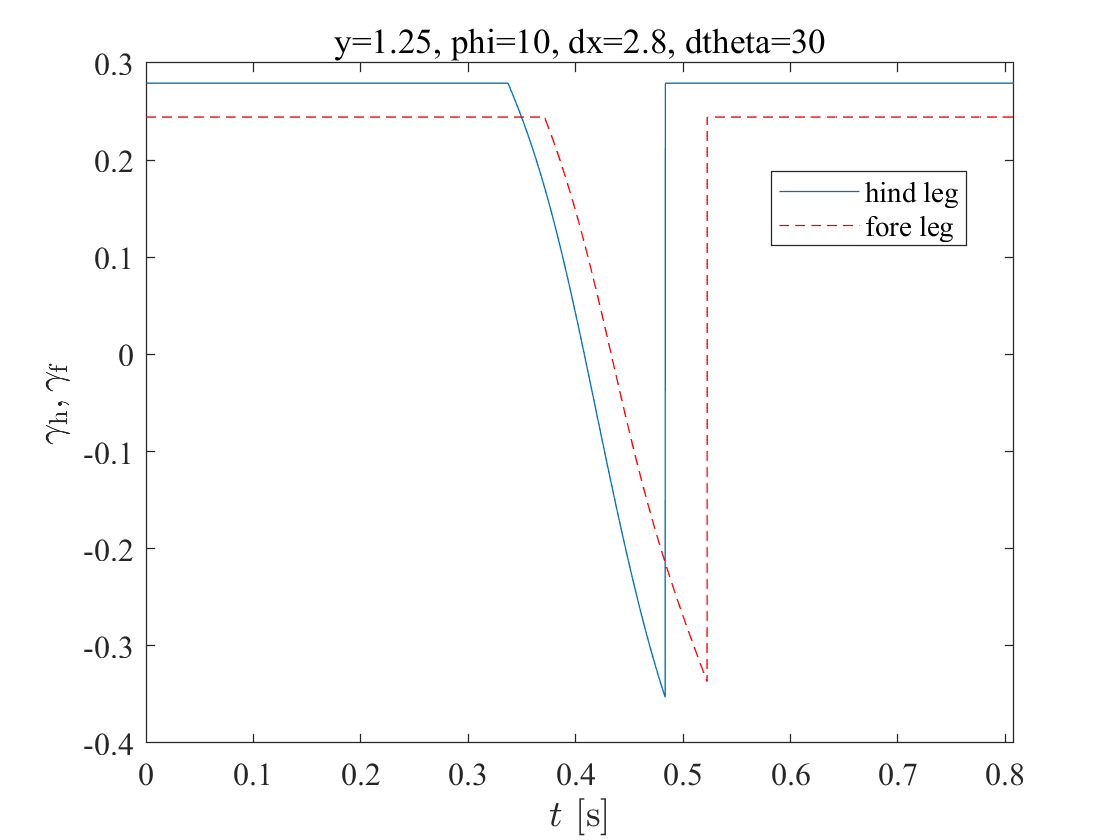 y=1.25, phi=10, dx=2.8, dtheta=30
0.3
0.2
0.1
0
-0.1
-0.2
-0.3
-0.4
γh, γf
hind leg
fore leg
0 0.1 0.2 0.3 0.4 0.5 0.6 0.7 0.8
t [s]